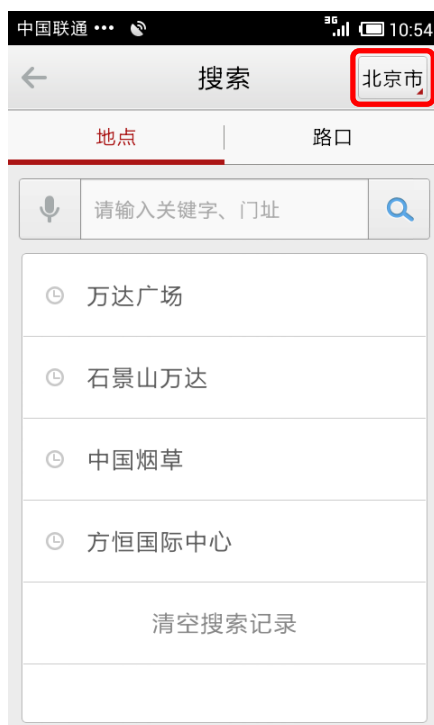 中国联通 ••• 3G 10:54
搜索 北京市
地点 路口
请输入关键字、门址
万达广场
石景山万达
中国烟草
方恒国际中心
清空搜索记录